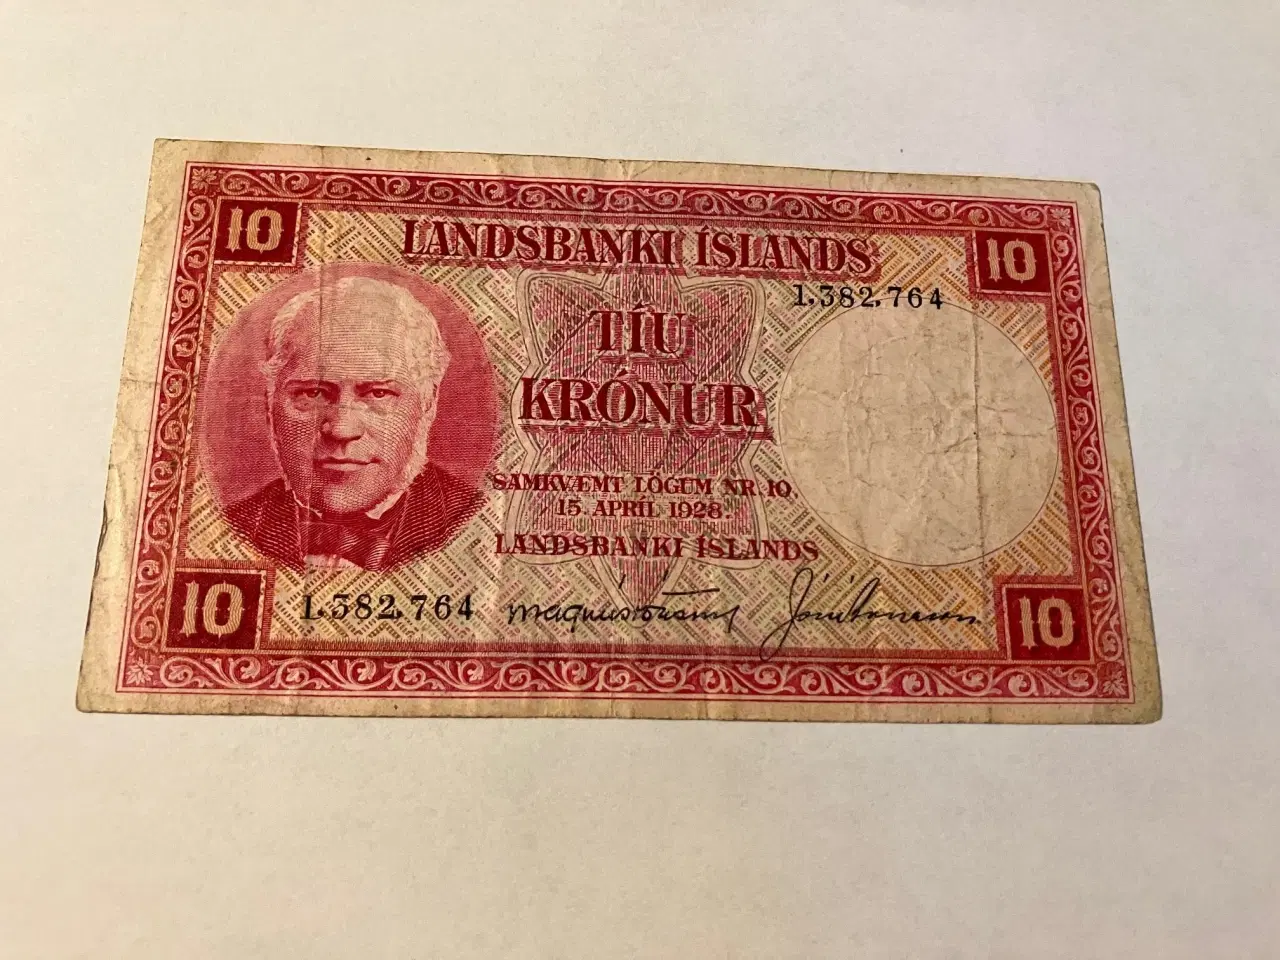 10 LANDSBANKI ÍSLANDS 10
1.382.764
TÍU
KRÓNUR
SAMKVÆMT LÖGUM NR. 10
15. APRÍL 1928
LANDSBANKI ÍSLANDS
10 1.382.764 10